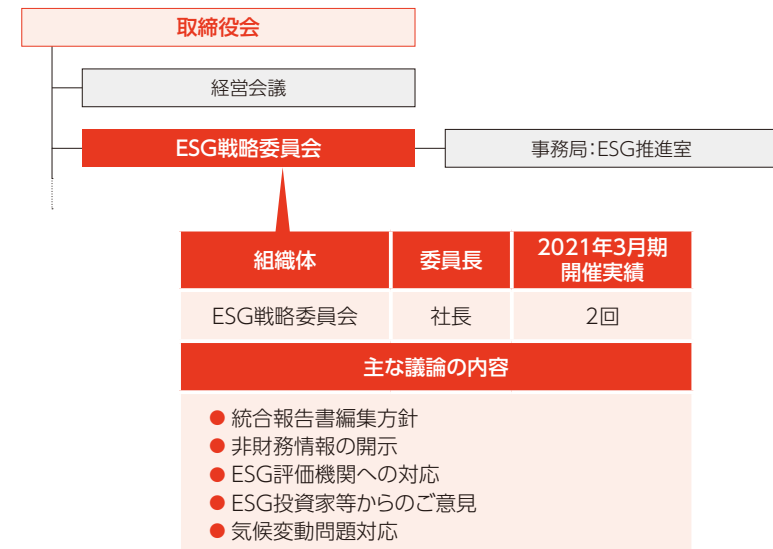 取締役会
経営会議
ESG戦略委員会
事務局:ESG推進室
組織体
委員長
2021年3月期
開催実績
ESG戦略委員会
社長
2回
主な議論の内容
● 統合報告書編集方針
● 非財務情報の開示
● ESG評価機関への対応
● ESG投資家等からのご意見
● 気候変動問題対応